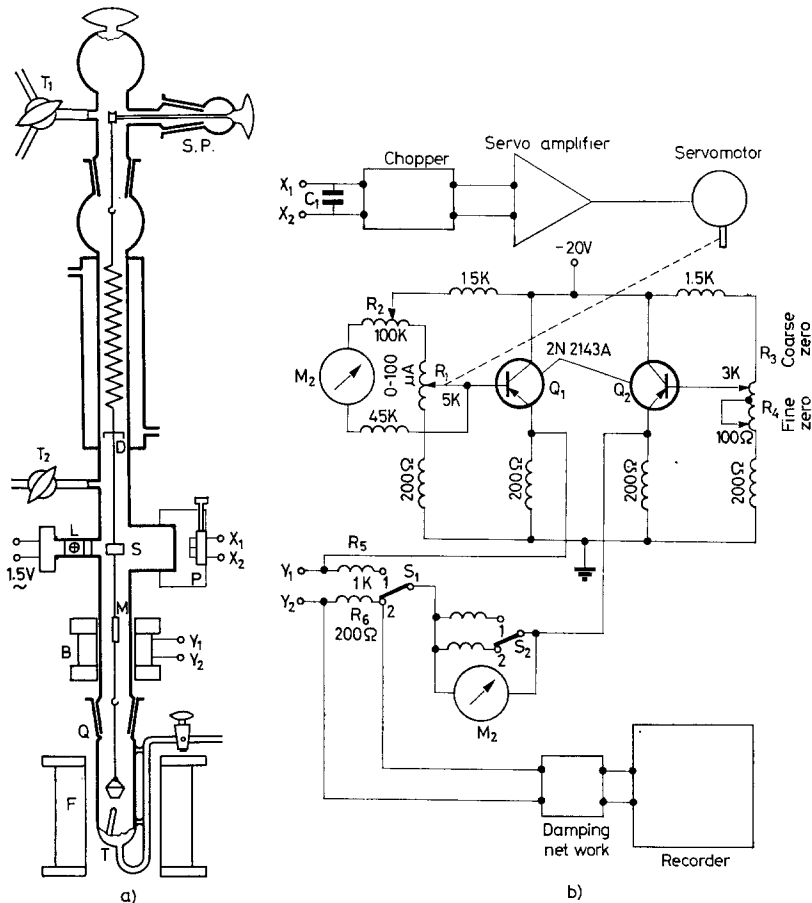 T1
S.P.
T2
D
L
S
1.5V
~
X1
X2
P
M
B
Y1
Y2
Q
F
T
a)
Chopper
Servo amplifier
Servomotor
X1
C1
X2
-20V
15K
1.5K
R2
100K
M2
0-100
µA
R1
5K
45K
2N 2143A
Q1
Q2
R3
Coarse
zero
3K
R4
Fine
zero
100Ω
200Ω
200Ω
200Ω
200Ω
R5
Y1
1K
1
S1
Y2
2
R6
200Ω
1
2
S2
M2
Damping
net work
Recorder
b)